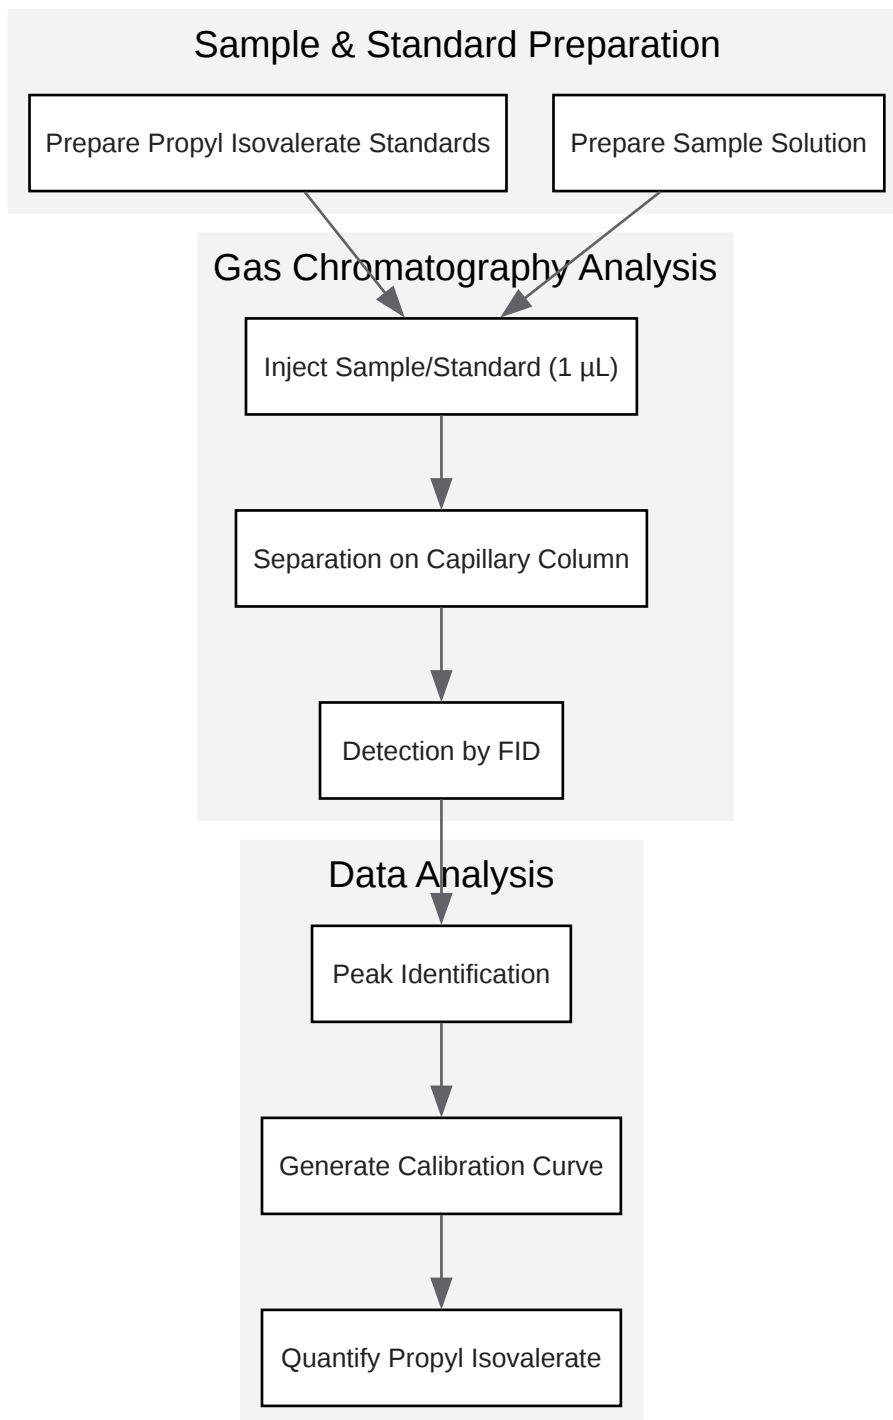 Sample & Standard Preparation
Prepare Propyl Isovalerate Standards
Prepare Sample Solution
Gas Chromatography Analysis
Inject Sample/Standard (1 µL)
Separation on Capillary Column
Detection by FID
Data Analysis
Peak Identification
Generate Calibration Curve
Quantify Propyl Isovalerate